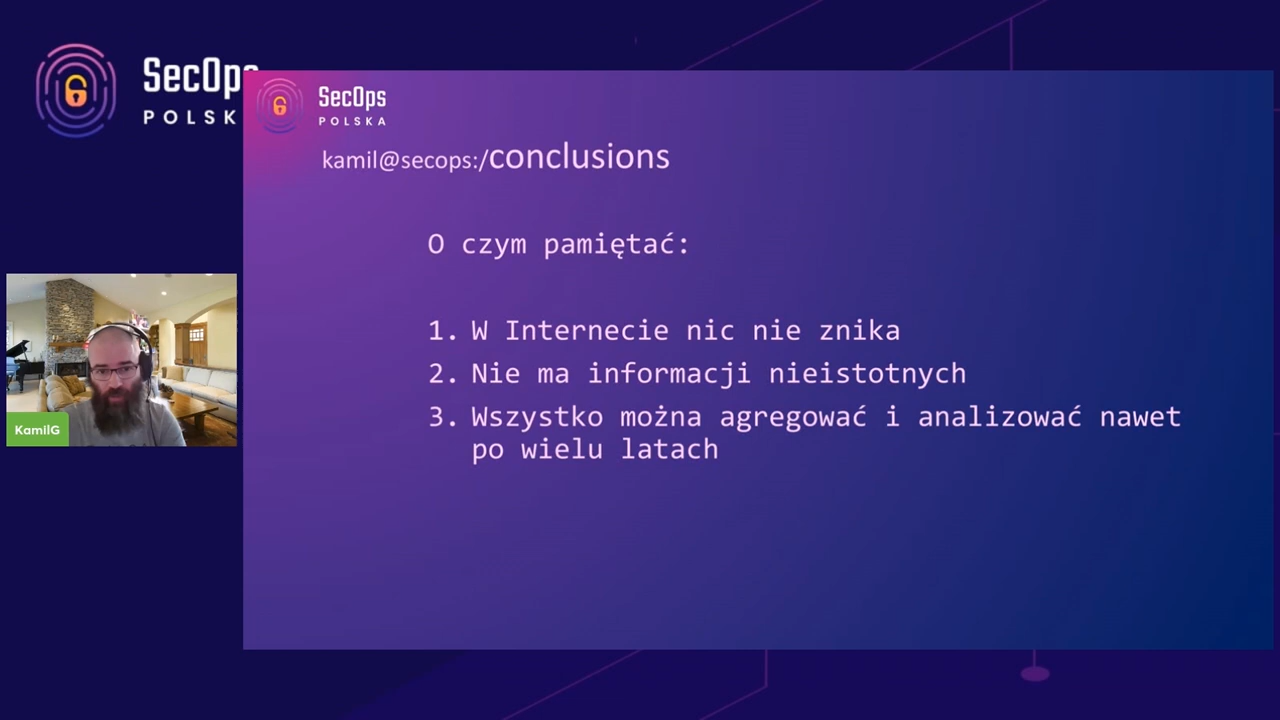 SecOps
POLSK
SecOps
POLSKA
kamil@secops:/conclusions
O czym pamiętać:
1. W Internecie nic nie znika
2. Nie ma informacji nieistotnych
3. Wszystko można agregować i analizować nawet
po wielu latach
KamilG